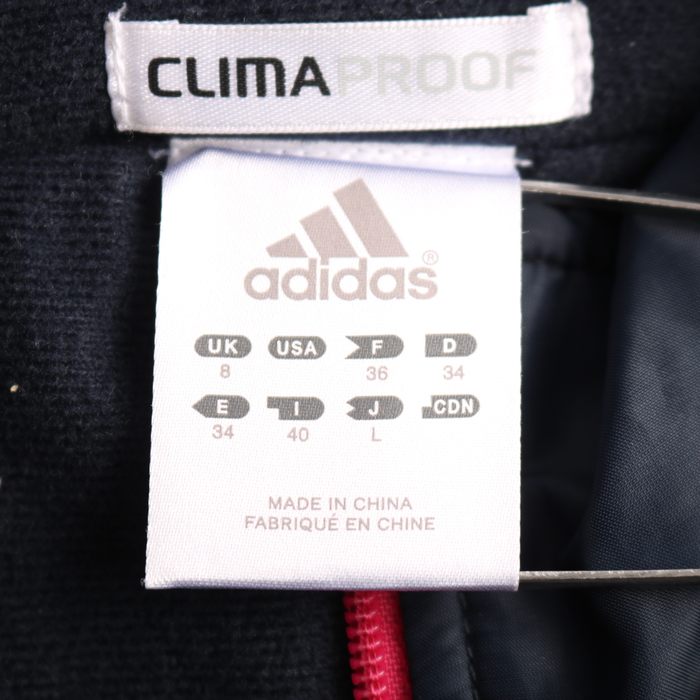 CLIMAPROOF
adidas®
UK USA F D
8 36 34
E I J CDN
34 40 L
MADE IN CHINA
FABRIQUÉ EN CHINE